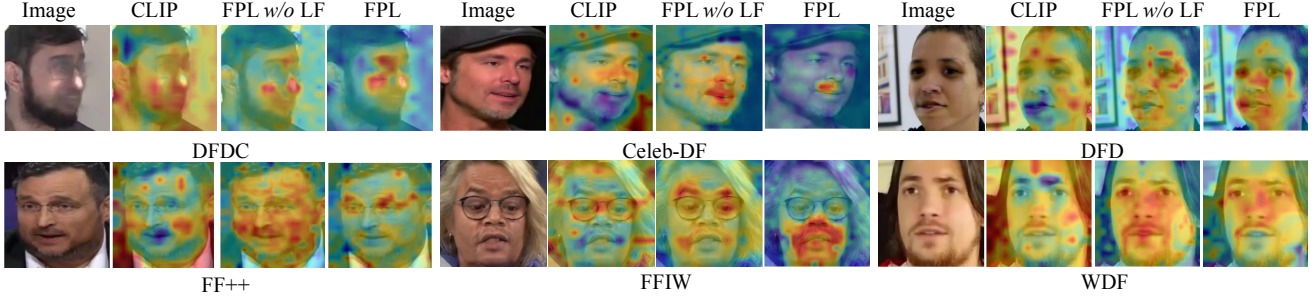 Image CLIP FPL w/o LF FPL Image CLIP FPL w/o LF FPL Image CLIP FPL w/o LF FPL
DFDC Celeb-DF DFD
FF++ FFIW WDF